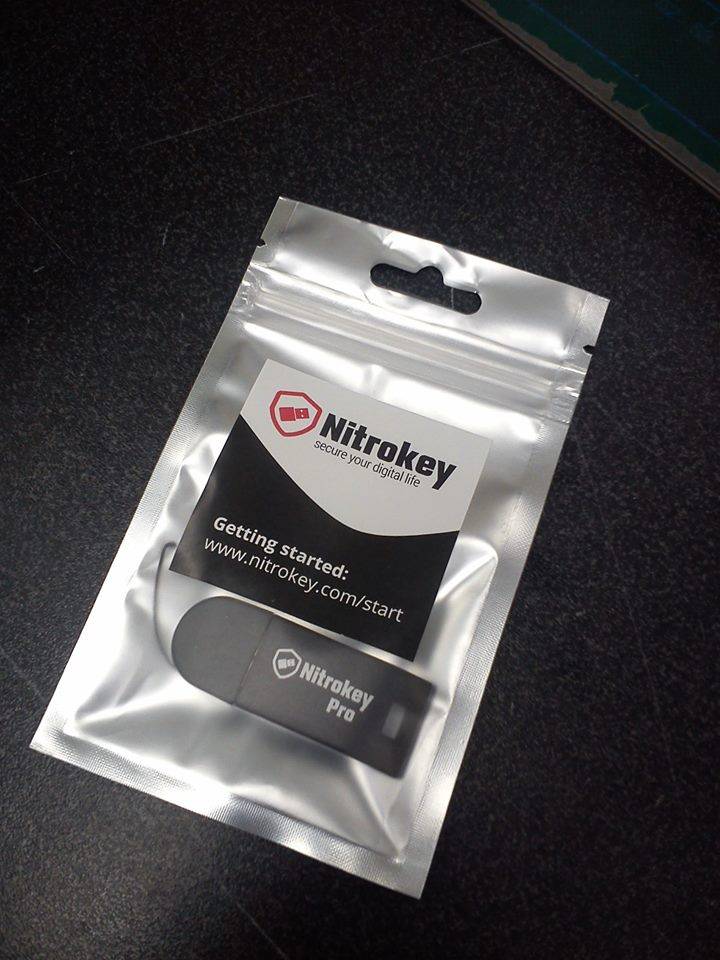 Nitrokey
secure your digital life
Getting started:
www.nitrokey.com/start
Nitrokey
Pro